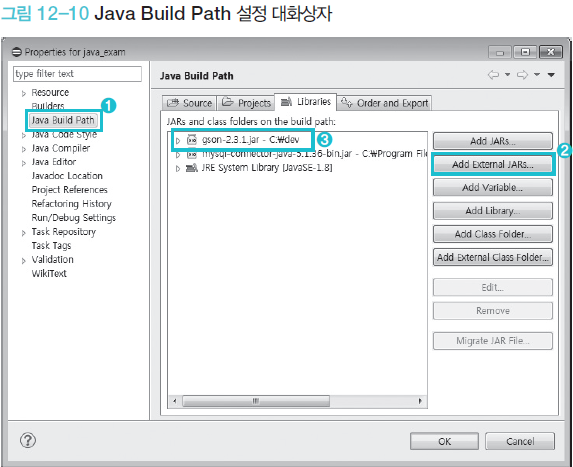 그림 12-10 Java Build Path 설정 대화상자
Properties for java_exam
type filter text
Resource
Builders
Java Build Path
1
Java Code Style
Java Compiler
Java Editor
Javadoc Location
Project References
Refactoring History
Run/Debug Settings
Task Repository
Task Tags
Validation
WikiText
Java Build Path
Source
Projects
Libraries
Order and Export
JARs and class folders on the build path:
gson-2.3.1.jar - C:₩dev
3
mysql-connector-java-5.1.36-bin.jar - C:₩Program File
JRE System Library [JavaSE-1.8]
Add JARs...
2
Add External JARs...
Add Variable...
Add Library...
Add Class Folder...
Add External Class Folder...
Edit...
Remove
Migrate JAR File...
?
OK
Cancel